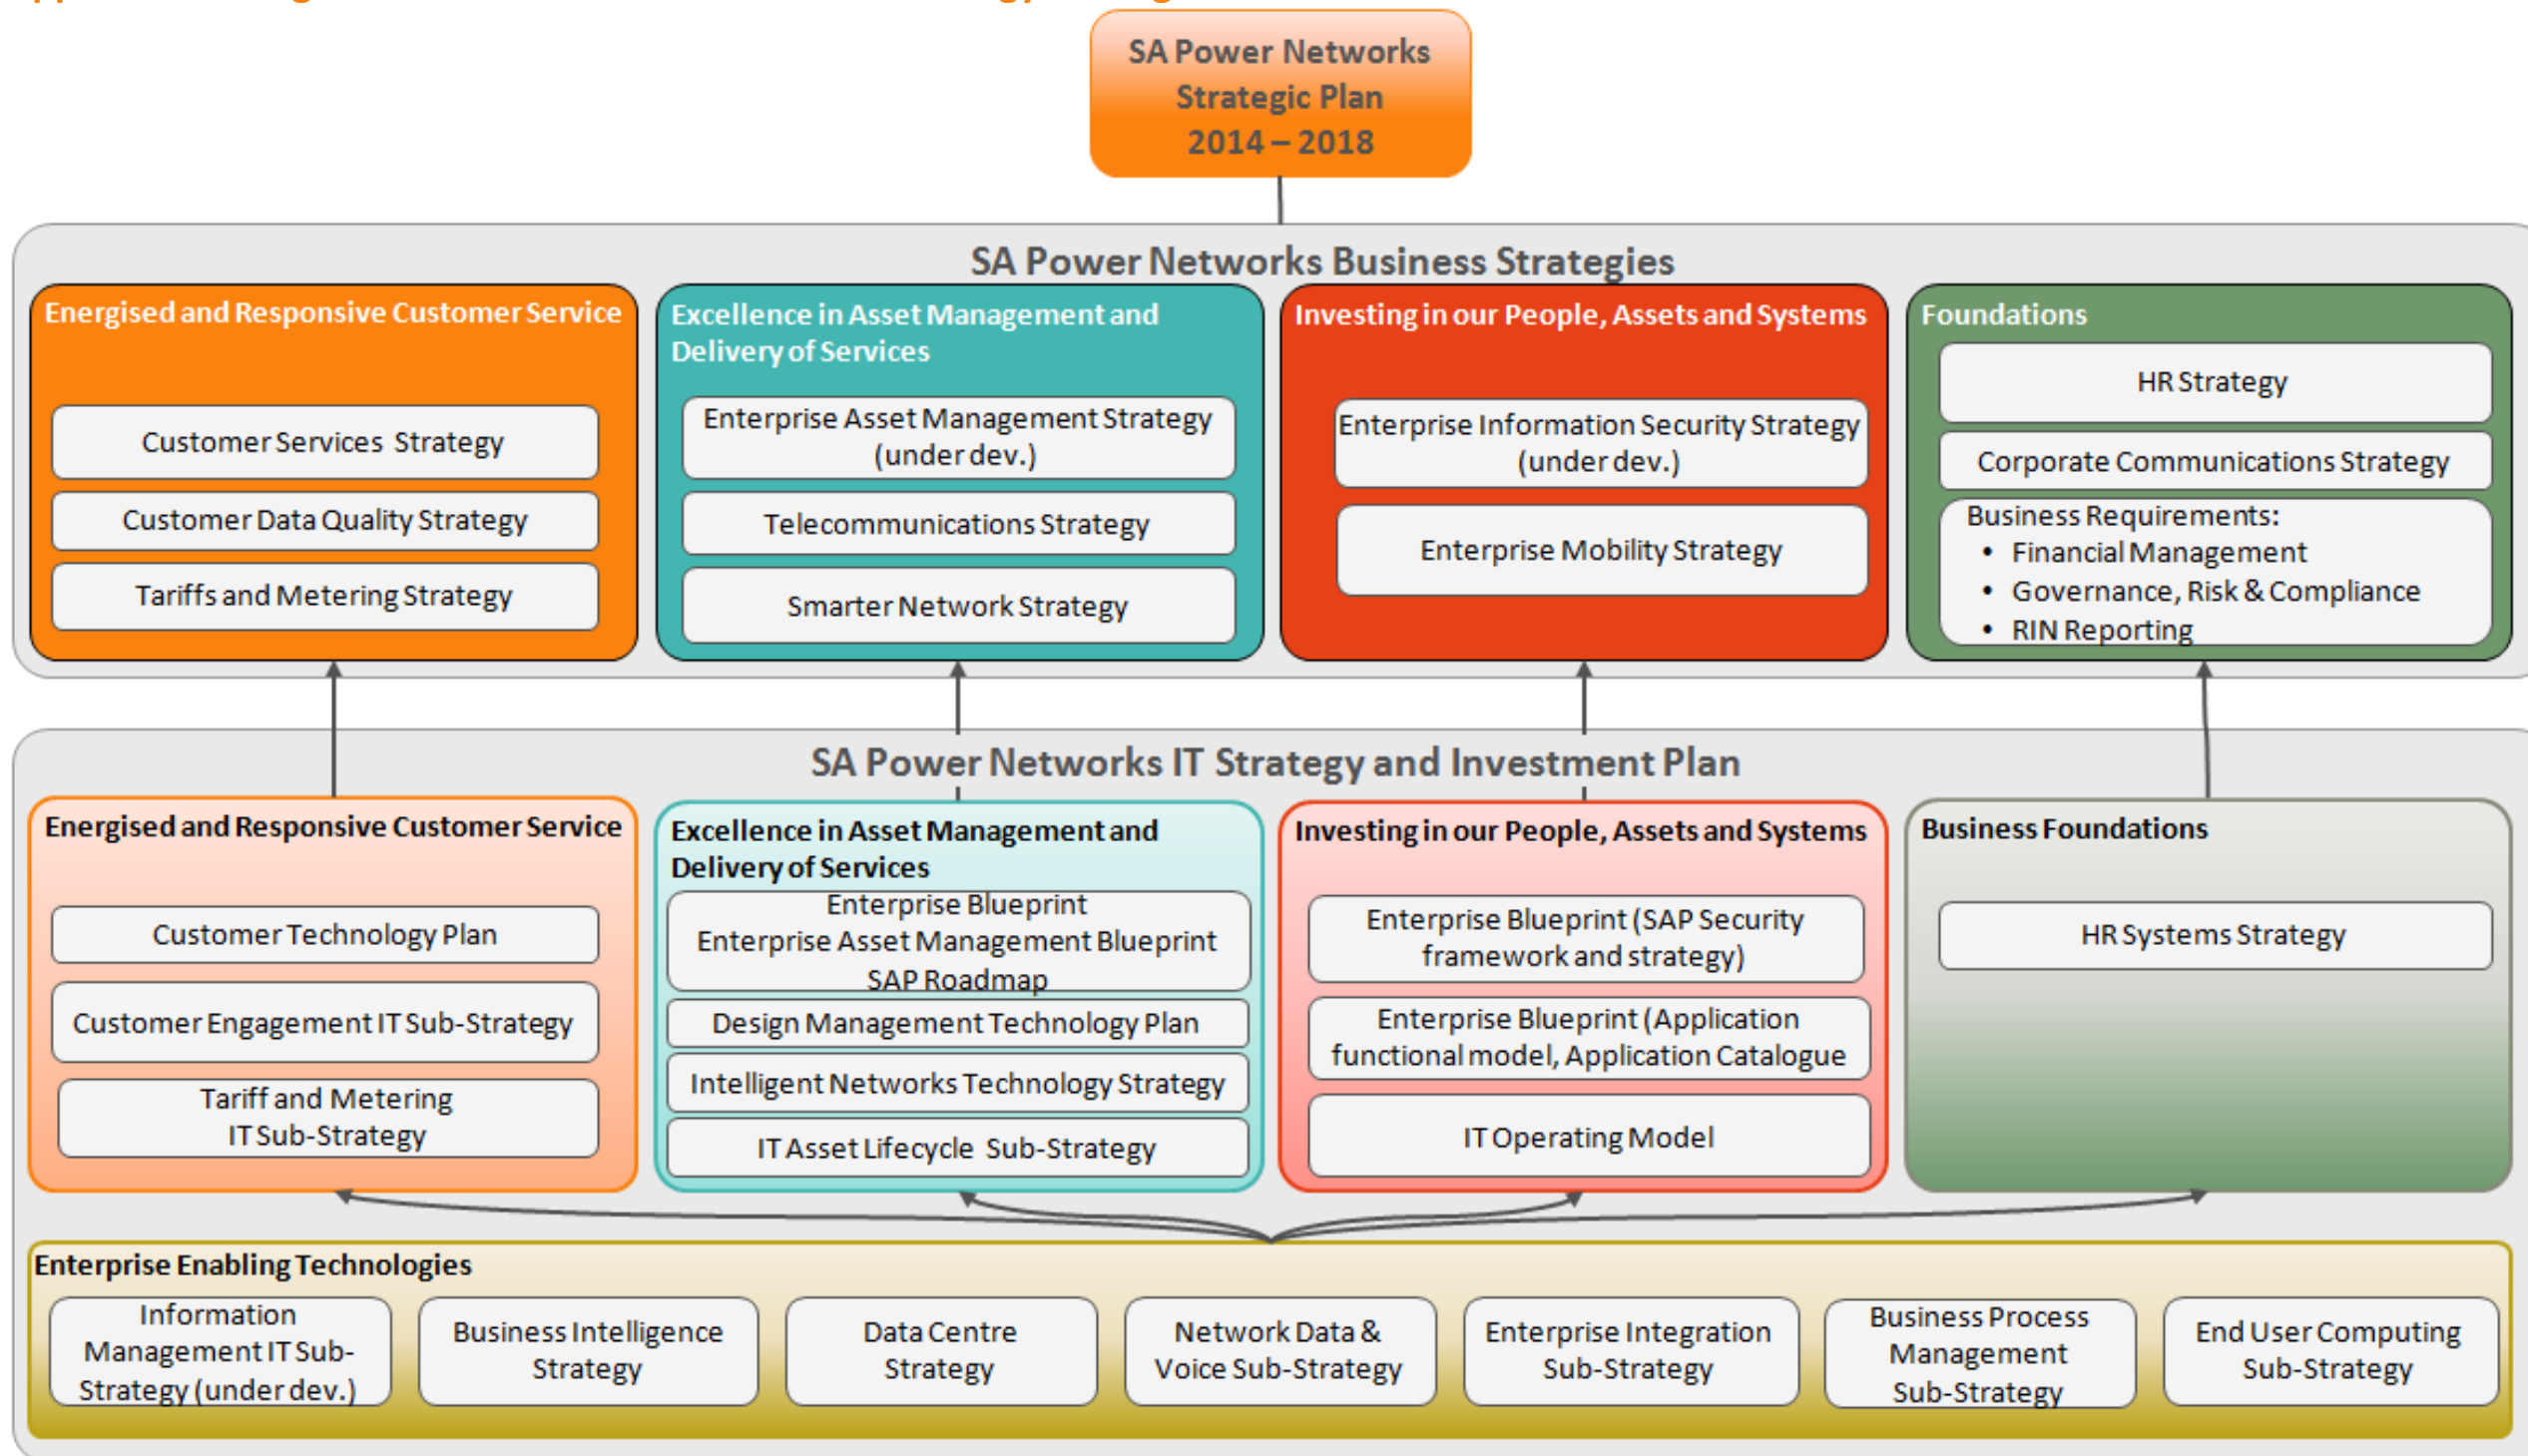 SA Power Networks
Strategic Plan
2014 – 2018
SA Power Networks Business Strategies
Energised and Responsive Customer Service
Customer Services Strategy
Customer Data Quality Strategy
Tariffs and Metering Strategy
Excellence in Asset Management and
Delivery of Services
Enterprise Asset Management Strategy
(under dev.)
Telecommunications Strategy
Smarter Network Strategy
Investing in our People, Assets and Systems
Enterprise Information Security Strategy
(under dev.)
Enterprise Mobility Strategy
Foundations
HR Strategy
Corporate Communications Strategy
Business Requirements:
• Financial Management
• Governance, Risk & Compliance
• RIN Reporting
SA Power Networks IT Strategy and Investment Plan
Energised and Responsive Customer Service
Customer Technology Plan
Customer Engagement IT Sub-Strategy
Tariff and Metering
IT Sub-Strategy
Excellence in Asset Management and
Delivery of Services
Enterprise Blueprint
Enterprise Asset Management Blueprint
SAP Roadmap
Design Management Technology Plan
Intelligent Networks Technology Strategy
IT Asset Lifecycle Sub-Strategy
Investing in our People, Assets and Systems
Enterprise Blueprint (SAP Security
framework and strategy)
Enterprise Blueprint (Application
functional model, Application Catalogue
IT Operating Model
Business Foundations
HR Systems Strategy
Enterprise Enabling Technologies
Information
Management IT Sub-
Strategy (under dev.)
Business Intelligence
Strategy
Data Centre
Strategy
Network Data &
Voice Sub-Strategy
Enterprise Integration
Sub-Strategy
Business Process
Management
Sub-Strategy
End User Computing
Sub-Strategy